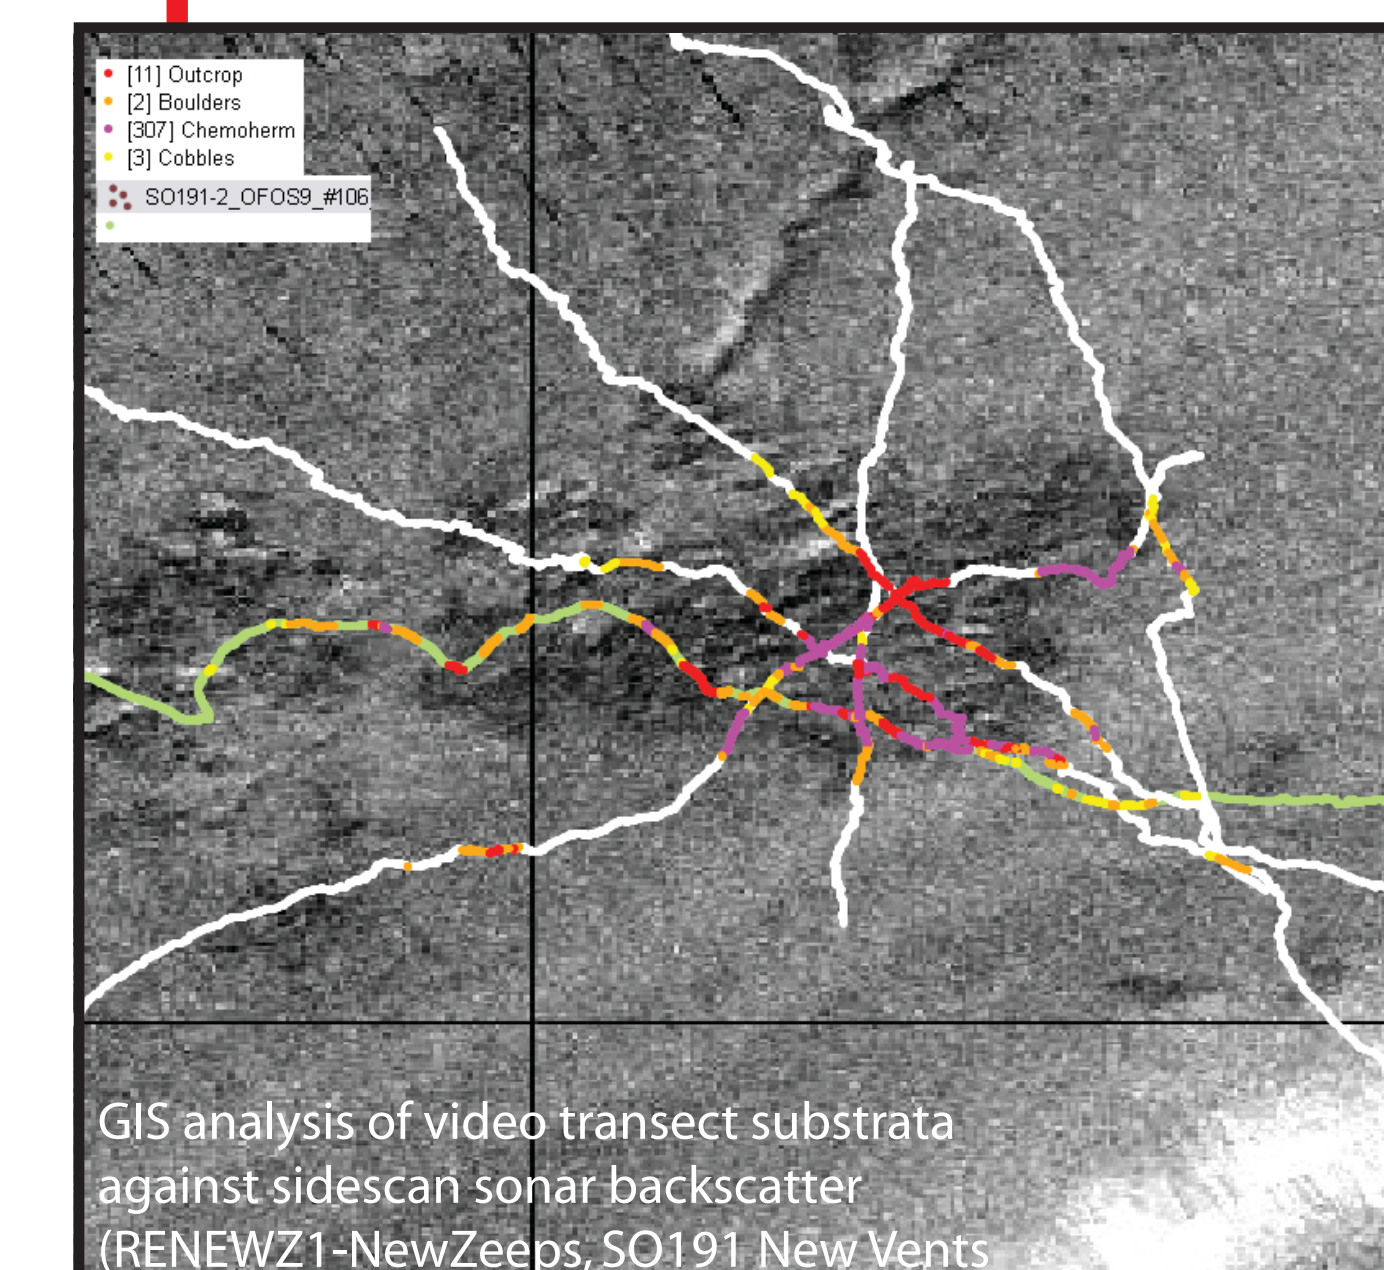 [11] Outcrop
[2] Boulders
[307] Chemoherm
[3] Cobbles
SO191-2_OFOS9_#106
GIS analysis of video transect substrata
against sidescan sonar backscatter
(RENEWZ1-NewZeeps, SO191 New Vents